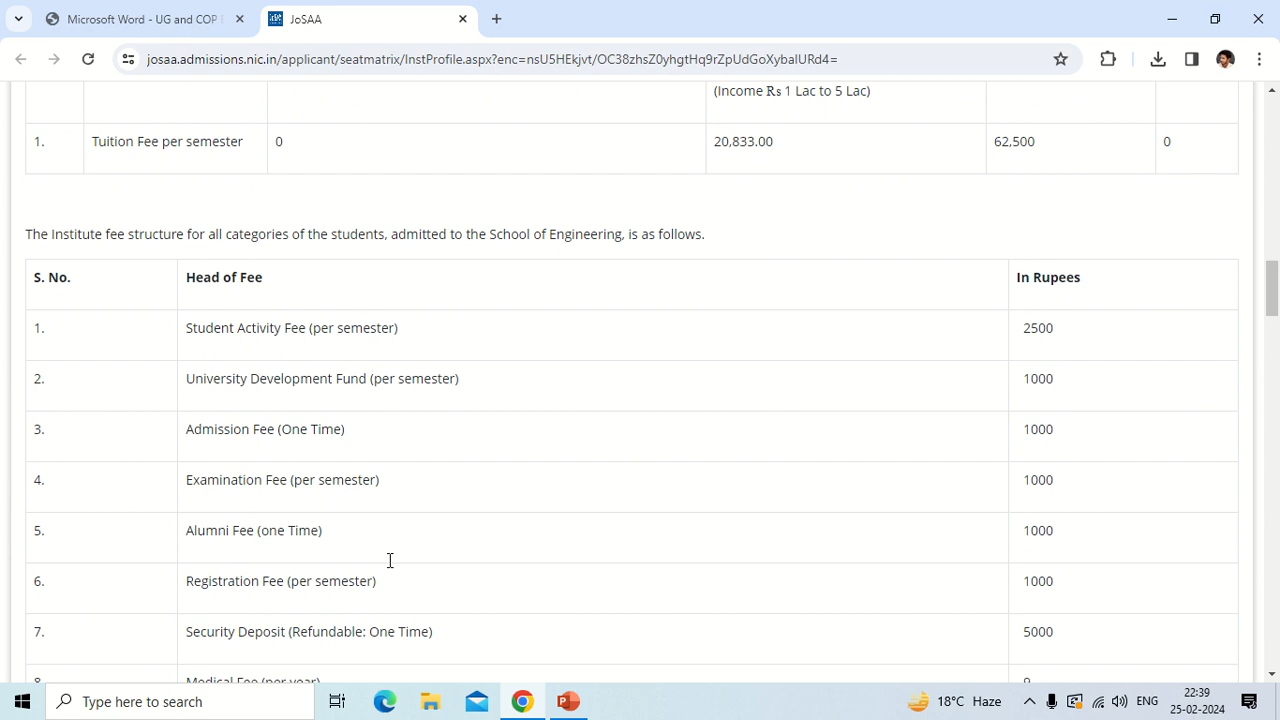 Microsoft Word - UG and COP
JoSAA
josaa.admissions.nic.in/applicant/seatmatrix/InstProfile.aspx?enc=nsU5HEkjvt/OC38zhsZ0yhgtHq9rZpUdGoXybaIURd4=
(Income Rs 1 Lac to 5 Lac)
1. Tuition Fee per semester 0 20,833.00 62,500 0
The Institute fee structure for all categories of the students, admitted to the School of Engineering, is as follows.
S. No. Head of Fee In Rupees
1. Student Activity Fee (per semester) 2500
2. University Development Fund (per semester) 1000
3. Admission Fee (One Time) 1000
4. Examination Fee (per semester) 1000
5. Alumni Fee (one Time) 1000
6. Registration Fee (per semester) 1000
7. Security Deposit (Refundable: One Time) 5000
8. Medical Fee (per year)
Type here to search
18°C Haze
ENG
22:39
25-02-2024